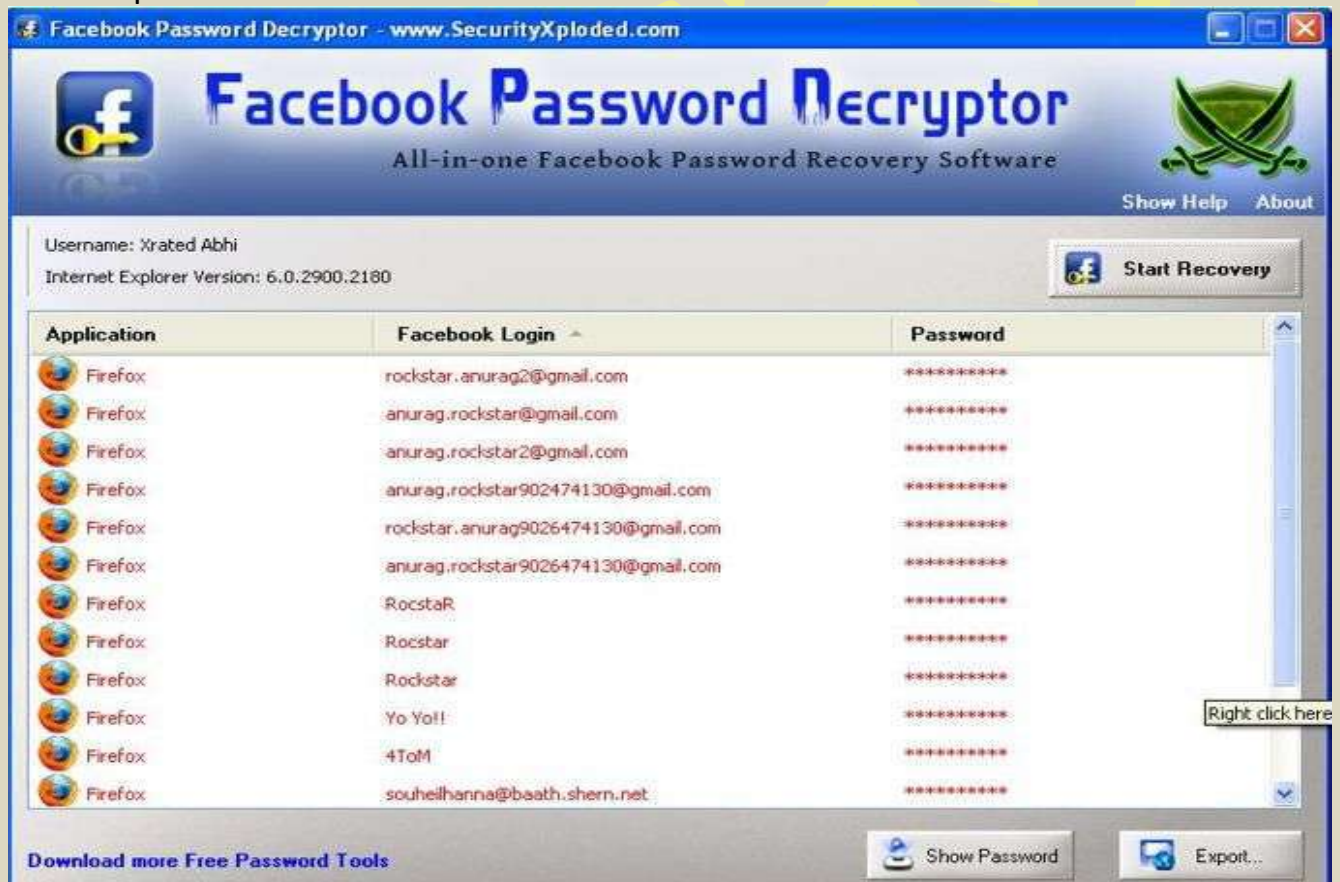 Facebook Password Decryptor - www.SecurityXploded.com
Facebook Password Decryptor
All-in-one Facebook Password Recovery Software
Show Help About
Username: Xrated Abhi
Internet Explorer Version: 6.0.2900.2180
Start Recovery
Application Facebook Login Password
Firefox rockstar.anurag2@gmail.com **********
Firefox anurag.rockstar@gmail.com **********
Firefox anurag.rockstar2@gmail.com **********
Firefox anurag.rockstar902474130@gmail.com **********
Firefox rockstar.anurag9026474130@gmail.com **********
Firefox anurag.rockstar9026474130@gmail.com **********
Firefox RocstaR **********
Firefox Rocstar **********
Firefox Rockstar **********
Firefox Yo Yo!! **********
Right click here
Firefox 4ToM **********
Firefox souheilhanna@baath.shern.net **********
Download more Free Password Tools
Show Password
Export...